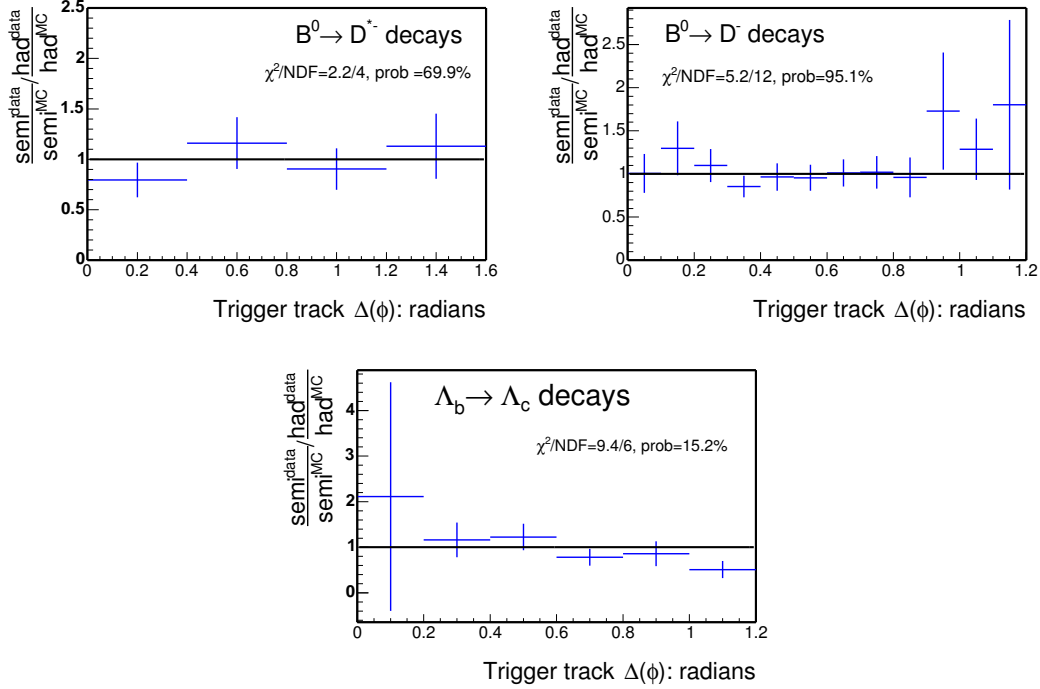 B⁰→ D*⁻ decays
χ²/NDF=2.2/4, prob =69.9%
semi^data / had^data
semi^MC / had^MC
2.5
2
1.5
1
0.5
0
0 0.2 0.4 0.6 0.8 1 1.2 1.4 1.6
Trigger track Δ(ϕ): radians
B⁰→ D⁻ decays
χ²/NDF=5.2/12, prob=95.1%
semi^data / had^data
semi^MC / had^MC
2.5
2
1.5
1
0.5
0
0 0.2 0.4 0.6 0.8 1 1.2
Trigger track Δ(ϕ): radians
Λ_b→ Λ_c decays
χ²/NDF=9.4/6, prob=15.2%
semi^data / had^data
semi^MC / had^MC
4
3
2
1
0
0 0.2 0.4 0.6 0.8 1 1.2
Trigger track Δ(ϕ): radians